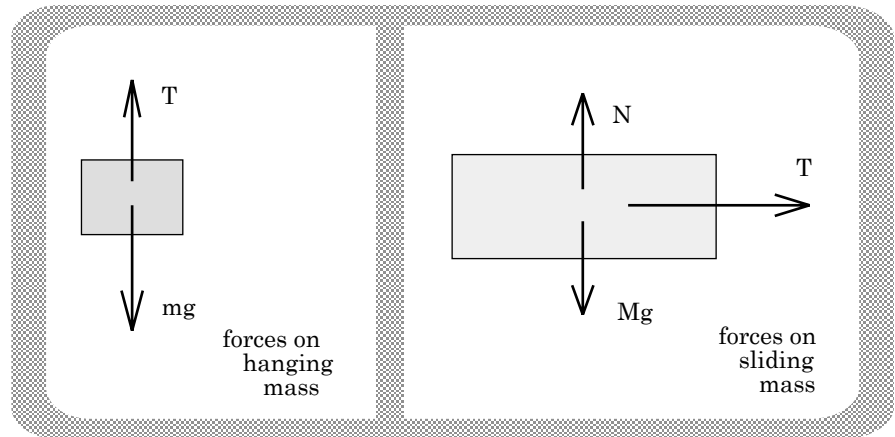 T
mg
forces on
hanging
mass
N
T
Mg
forces on
sliding
mass